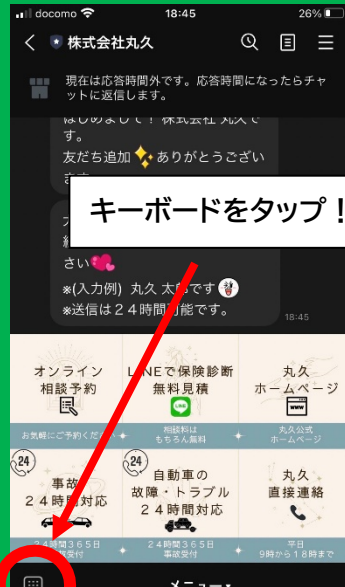 docomo 18:45 26%
株式会社丸久
現在は応答時間外です。応答時間になったらチャ
ットに返信します。
はじめまして！ 株式会社 丸久で
す。
友だち追加 ありがとうござい
キーボードをタップ！
さい
※(入力例) 丸久 太郎です
※送信は２４時間可能です。
18:45
オンライン
相談予約
お気軽にご予約ください
LINEで保険診断
無料見積
相談料は
もちろん無料
丸久
ホームページ
www
丸久公式
ホームページ
24
事故
２４時間対応
２４時間３６５日
事故受付
24
自動車の
故障・トラブル
２４時間対応
２４時間３６５日
事故受付
丸久
直接連絡
平日
9時から18時まで
メニュー